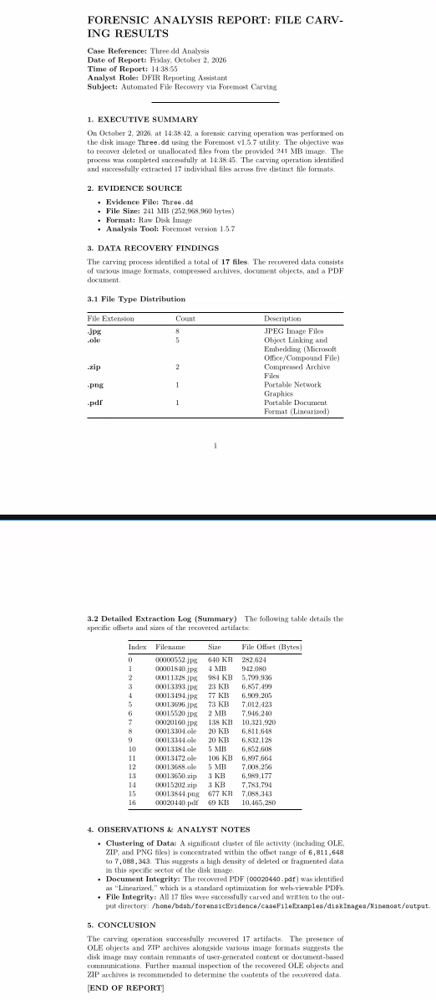 FORENSIC ANALYSIS REPORT: FILE CARV-
ING RESULTS
Case Reference: Three.dd Analysis
Date of Report: Friday, October 2, 2026
Time of Report: 14:38:55
Analyst Role: DFIR Reporting Assistant
Subject: Automated File Recovery via Foremost Carving
1. EXECUTIVE SUMMARY
On October 2, 2026, at 14:38:42, a forensic carving operation was performed on
the disk image Three.dd using the Foremost v1.5.7 utility. The objective was
to recover deleted or unallocated files from the provided 241 MB image. The
process was completed successfully at 14:38:45. The carving operation identified
and successfully extracted 17 individual files across five distinct file formats.
2. EVIDENCE SOURCE
• Evidence File: Three.dd
• File Size: 241 MB (252,968,960 bytes)
• Format: Raw Disk Image
• Analysis Tool: Foremost version 1.5.7
3. DATA RECOVERY FINDINGS
The carving process identified a total of 17 files. The recovered data consists
of various image formats, compressed archives, document objects, and a PDF
document.
3.1 File Type Distribution
File Extension Count Description
.jpg 8 JPEG Image Files
.ole 5 Object Linking and
Embedding (Microsoft
Office/Compound File)
.zip 2 Compressed Archive
Files
.png 1 Portable Network
Graphics
.pdf 1 Portable Document
Format (Linearized)
1
3.2 Detailed Extraction Log (Summary) The following table details the
specific offsets and sizes of the recovered artifacts:
Index Filename Size File Offset (Bytes)
0 00000552.jpg 640 KB 282,624
1 00001840.jpg 4 MB 942,080
2 00011328.jpg 984 KB 5,799,936
3 00013393.jpg 23 KB 6,857,499
4 00013494.jpg 77 KB 6,909,205
5 00013696.jpg 73 KB 7,012,423
6 00015520.jpg 2 MB 7,946,240
7 00020160.jpg 138 KB 10,321,920
8 00013304.ole 20 KB 6,811,648
9 00013344.ole 20 KB 6,832,128
10 00013384.ole 5 MB 6,852,608
11 00013472.ole 106 KB 6,897,664
12 00013688.ole 5 MB 7,008,256
13 00013650.zip 3 KB 6,989,177
14 00015202.zip 3 KB 7,783,794
15 00013844.png 677 KB 7,088,343
16 00020440.pdf 69 KB 10,465,280
4. OBSERVATIONS & ANALYST NOTES
• Clustering of Data: A significant cluster of file activity (including OLE,
ZIP, and PNG files) is concentrated within the offset range of 6,811,648
to 7,088,343. This suggests a high density of deleted or fragmented data
in this specific sector of the disk image.
• Document Integrity: The recovered PDF (00020440.pdf) was identified
as “Linearized,” which is a standard optimization for web-viewable PDFs.
• File Integrity: All 17 files were successfully carved and written to the out-
put directory: /home/bdsh/forensicEvidence/caseFileExamples/diskImages/Ninemost/output.
5. CONCLUSION
The carving operation successfully recovered 17 artifacts. The presence of
OLE objects and ZIP archives alongside various image formats suggests the
disk image may contain remnants of user-generated content or document-based
communications. Further manual inspection of the recovered OLE objects and
ZIP archives is recommended to determine the contents of the recovered data.
[END OF REPORT]